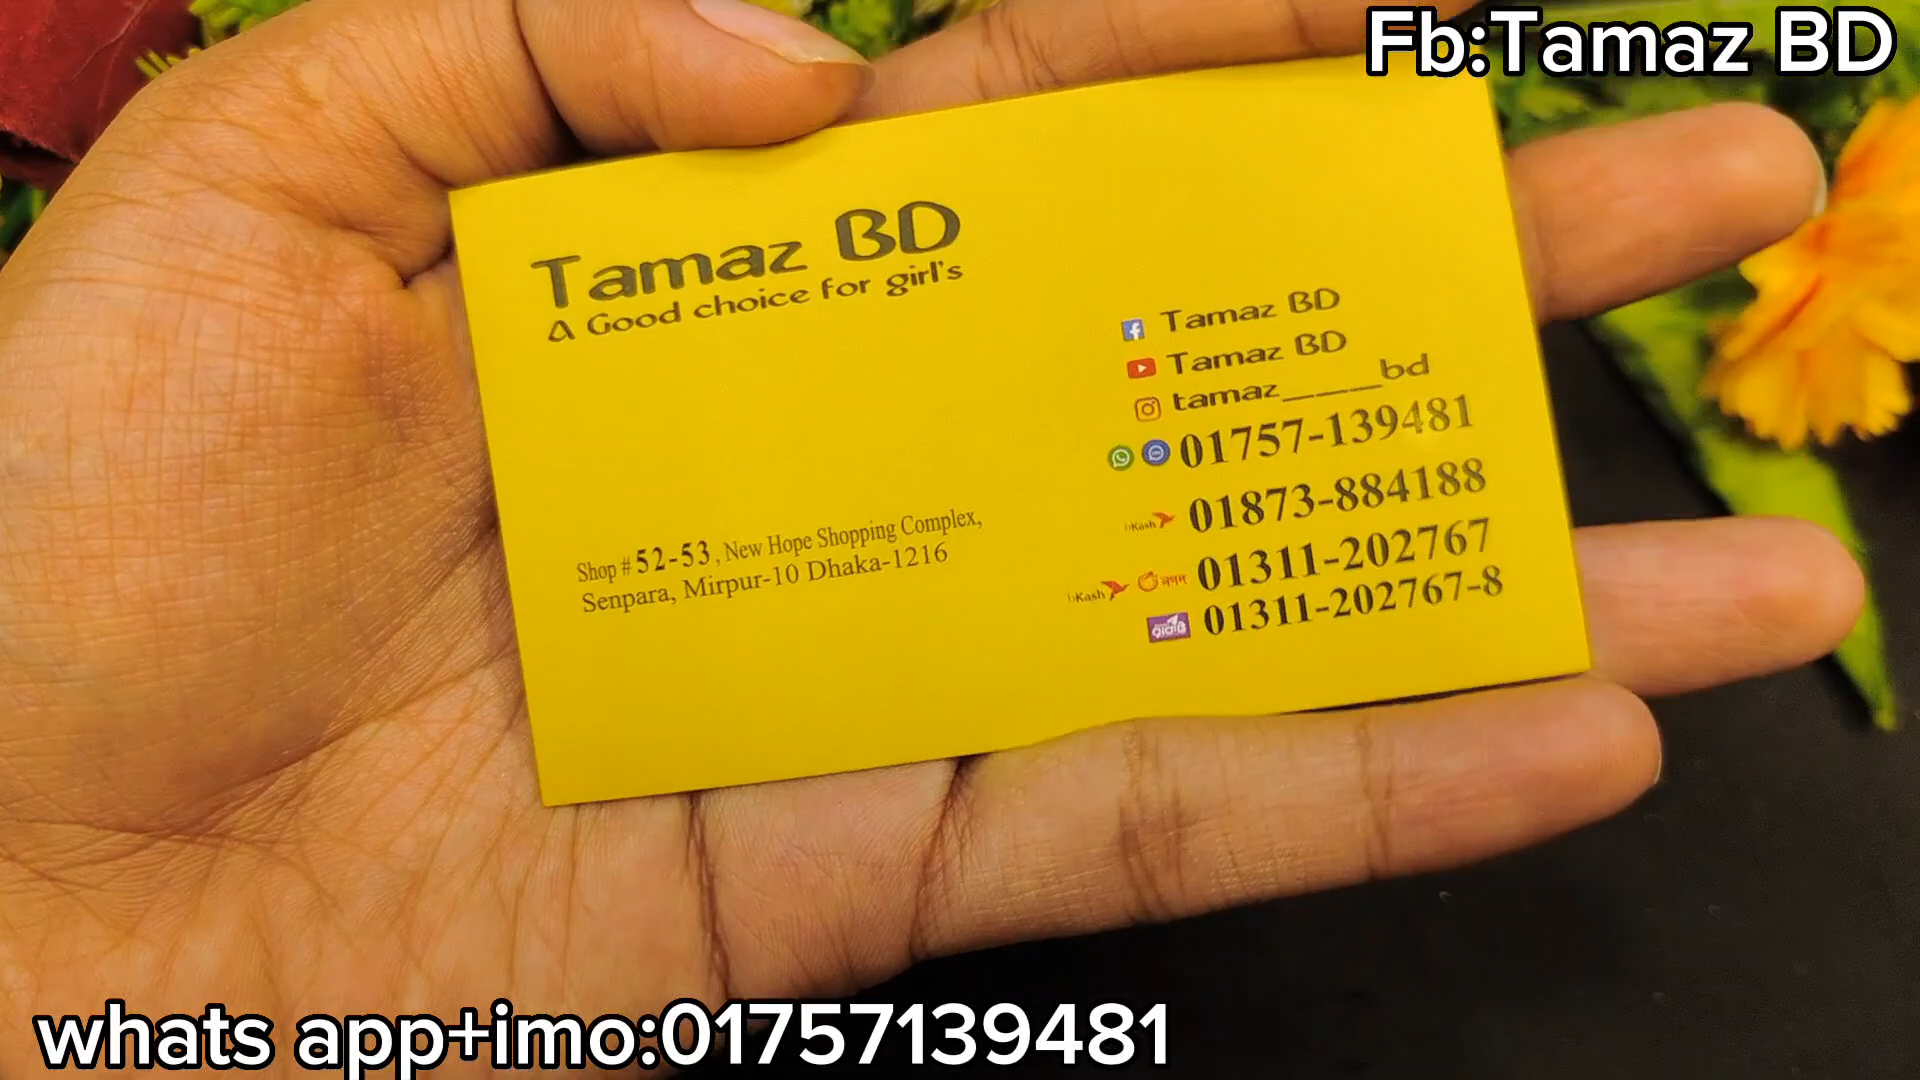 Fb:Tamaz BD
Tamaz BD
A Good choice for girl's
Tamaz BD
Tamaz BD
tamaz____bd
01757-139481
bKash 01873-884188
bKash নগদ 01311-202767
01311-202767-8
Shop # 52-53, New Hope Shopping Complex,
Senpara, Mirpur-10 Dhaka-1216
whats app+imo:01757139481